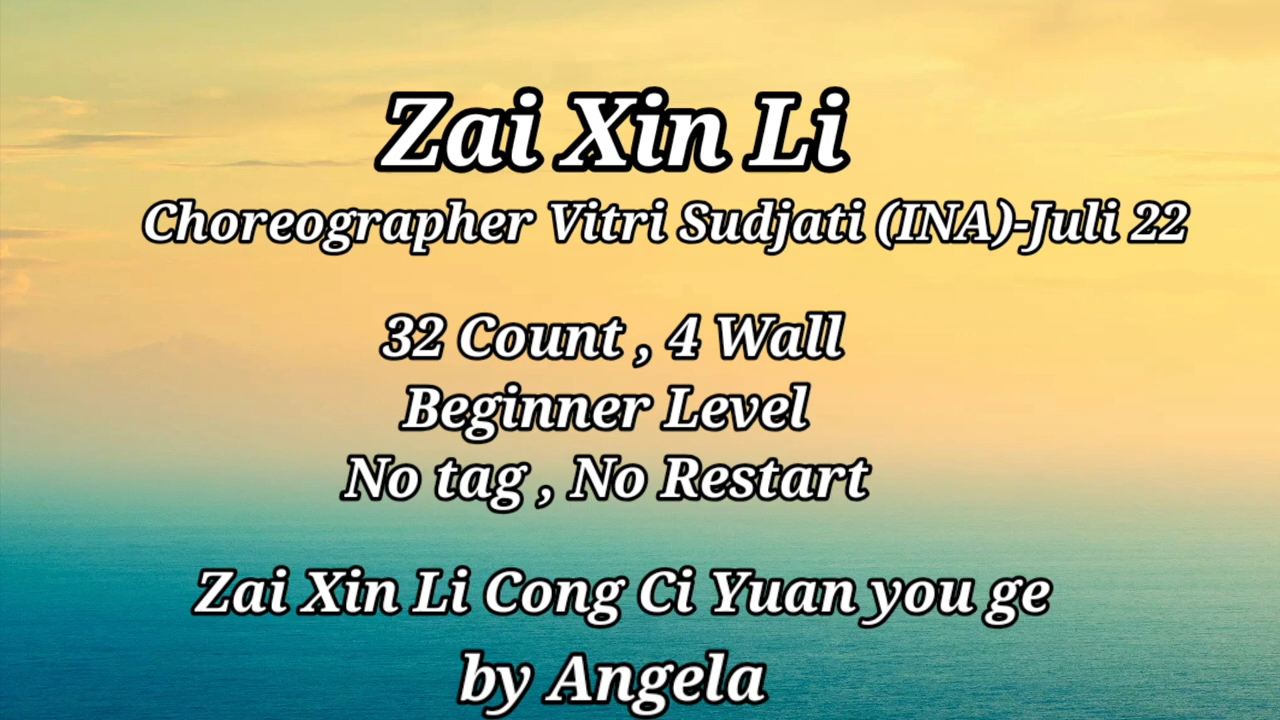 Zai Xin Li
Choreographer Vitri Sudjati (INA)-Juli 22
32 Count , 4 Wall
Beginner Level
No tag , No Restart
Zai Xin Li Cong Ci Yuan you ge
by Angela